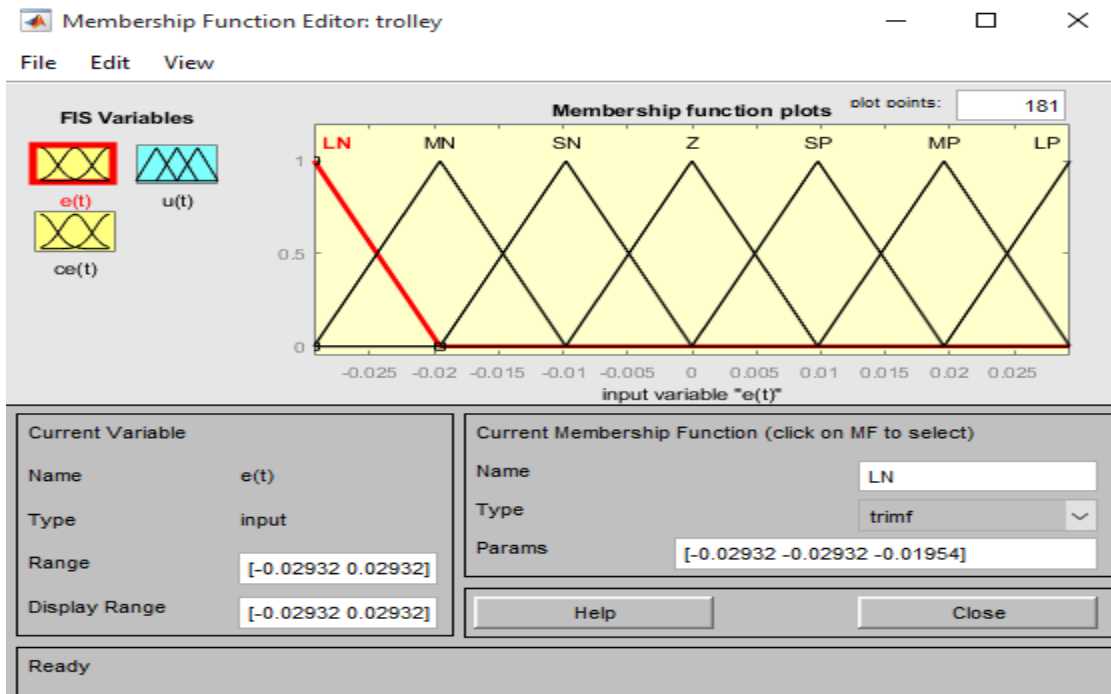 Membership Function Editor: trolley
File Edit View
FIS Variables
e(t)
u(t)
ce(t)
Membership function plots
plot points:
181
LN MN SN Z SP MP LP
1
0.5
0
-0.025 -0.02 -0.015 -0.01 -0.005 0 0.005 0.01 0.015 0.02 0.025
input variable "e(t)"
Current Variable
Name e(t)
Type input
Range [-0.02932 0.02932]
Display Range [-0.02932 0.02932]
Current Membership Function (click on MF to select)
Name LN
Type trimf
Params [-0.02932 -0.02932 -0.01954]
Help Close
Ready